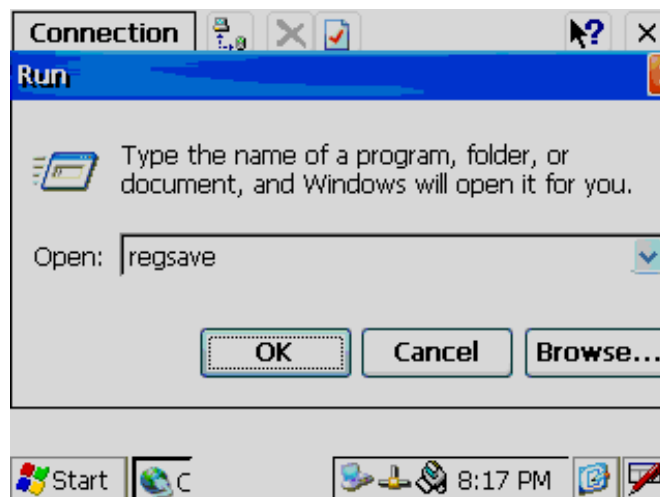 Connection
?
×
Run
Type the name of a program, folder, or
document, and Windows will open it for you.
Open: regsave
OK Cancel Browse...
Start C 8:17 PM